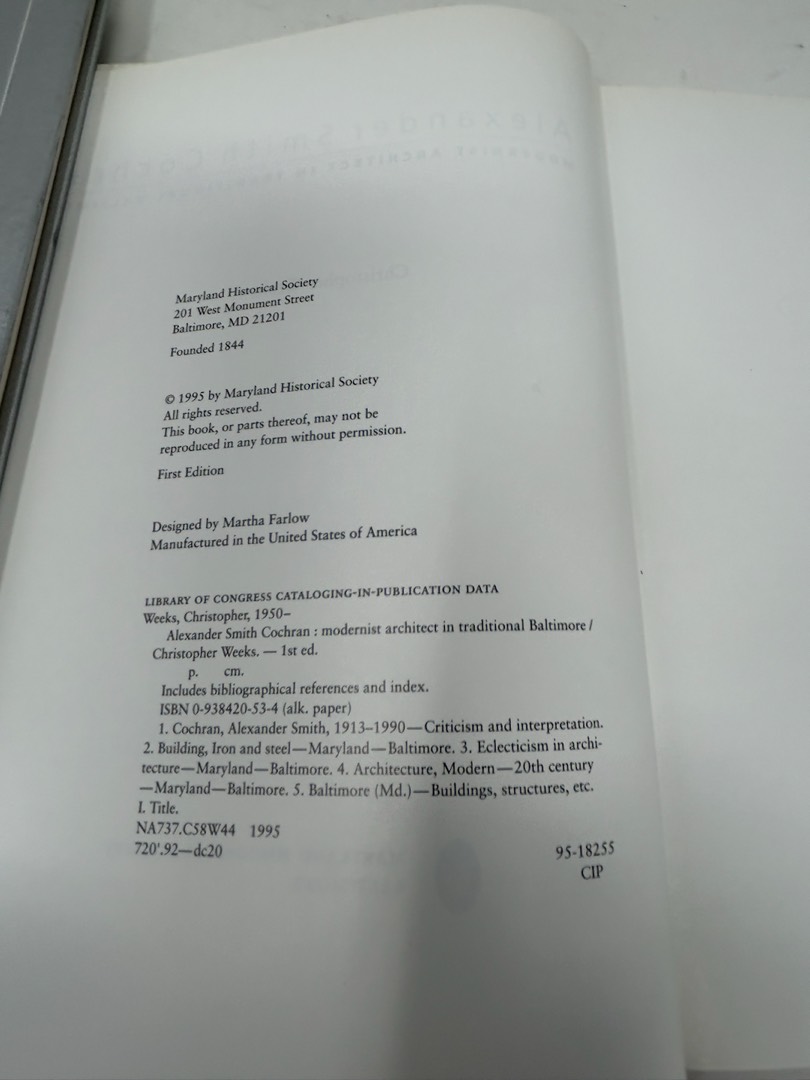 Maryland Historical Society
201 West Monument Street
Baltimore, MD 21201
Founded 1844
© 1995 by Maryland Historical Society
All rights reserved.
This book, or parts thereof, may not be
reproduced in any form without permission.
First Edition
Designed by Martha Farlow
Manufactured in the United States of America
LIBRARY OF CONGRESS CATALOGING-IN-PUBLICATION DATA
Weeks, Christopher, 1950–
Alexander Smith Cochran : modernist architect in traditional Baltimore /
Christopher Weeks. — 1st ed.
p. cm.
Includes bibliographical references and index.
ISBN 0-938420-53-4 (alk. paper)
1. Cochran, Alexander Smith, 1913–1990—Criticism and interpretation.
2. Building, Iron and steel—Maryland—Baltimore. 3. Eclecticism in archi-
tecture—Maryland—Baltimore. 4. Architecture, Modern—20th century
—Maryland—Baltimore. 5. Baltimore (Md.)—Buildings, structures, etc.
I. Title.
NA737.C58W44 1995
720'.92—dc20
95-18255
CIP